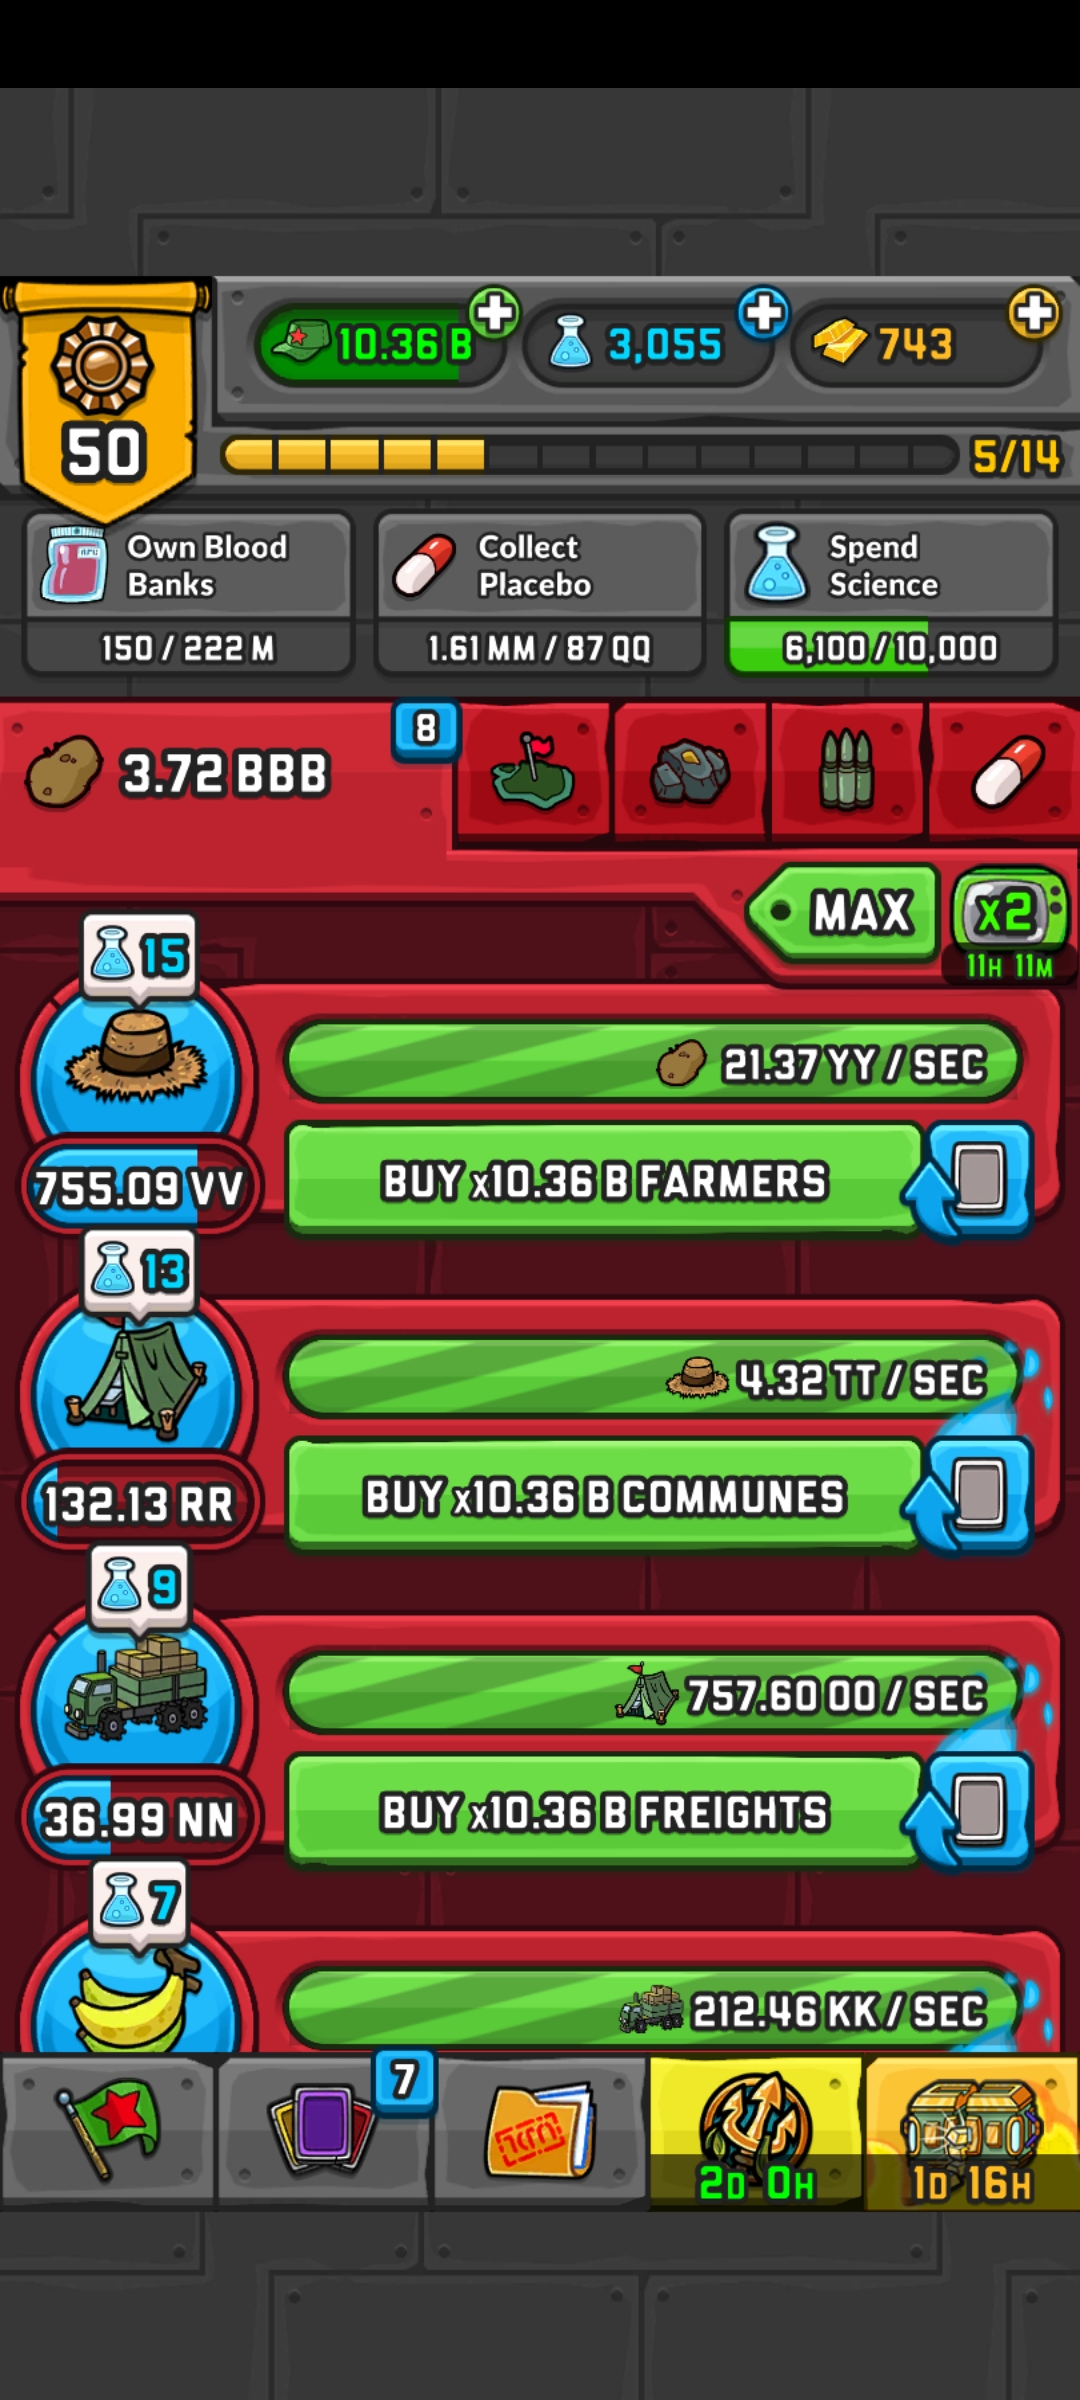 10.36 B
3,055
743
50
5/14
Own Blood
Banks
150 / 222 M
Collect
Placebo
1.61 MM / 87 QQ
Spend
Science
6,100 / 10,000
3.72 BBB
8
MAX
x2
11H 11M
15
21.37 YY / SEC
755.09 VV
BUY x10.36 B FARMERS
13
4.32 TT / SEC
132.13 RR
BUY x10.36 B COMMUNES
9
757.60 OO / SEC
36.99 NN
BUY x10.36 B FREIGHTS
7
212.46 KK / SEC
7
2D 0H
1D 16H